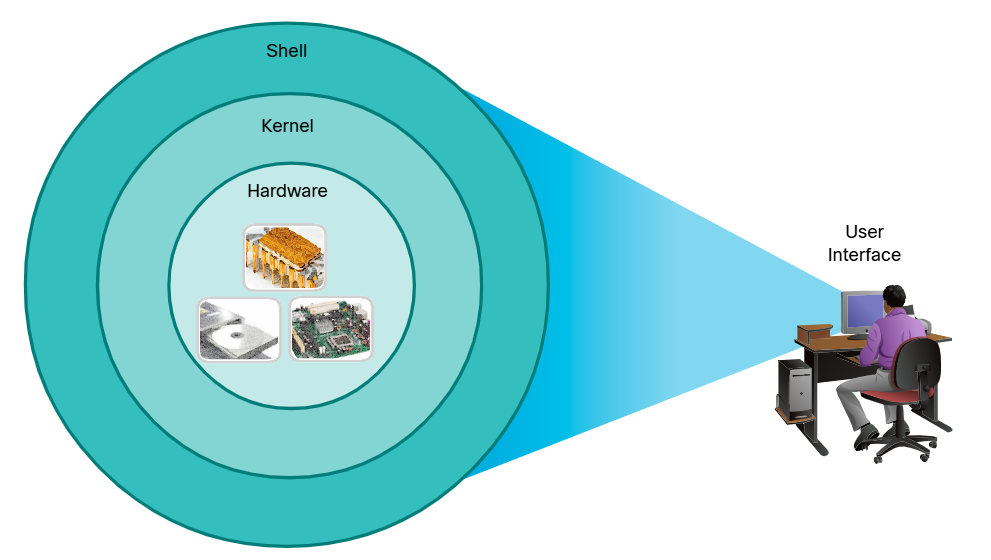 Shell
Kernel
Hardware
User
Interface